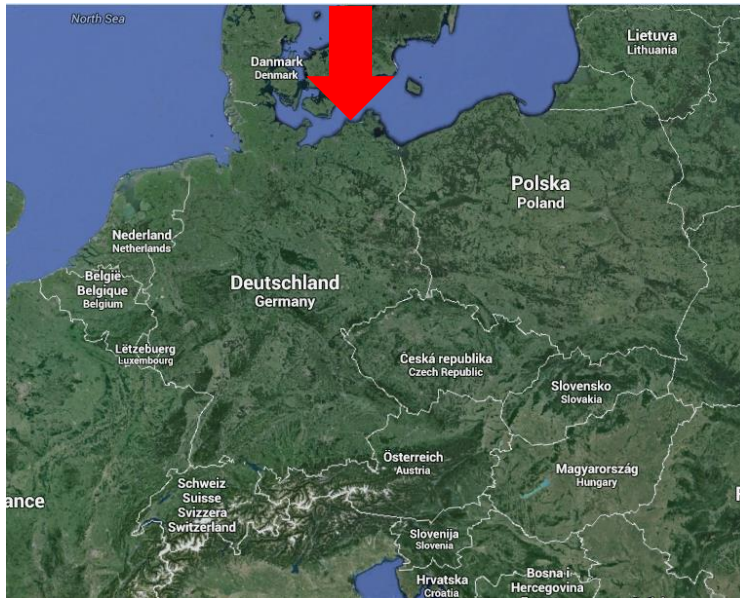 North Sea
Lietuva
Lithuania
Danmark
Denmark
Polska
Poland
Nederland
Netherlands
België
Belgique
Belgium
Deutschland
Germany
Lëtzebuerg
Luxembourg
Česká republika
Czech Republic
Slovensko
Slovakia
Österreich
Austria
Magyarország
Hungary
Schweiz
Suisse
Svizzera
Switzerland
ance
Slovenija
Slovenia
Hrvatska
Croatia
Bosna i
Hercegovina